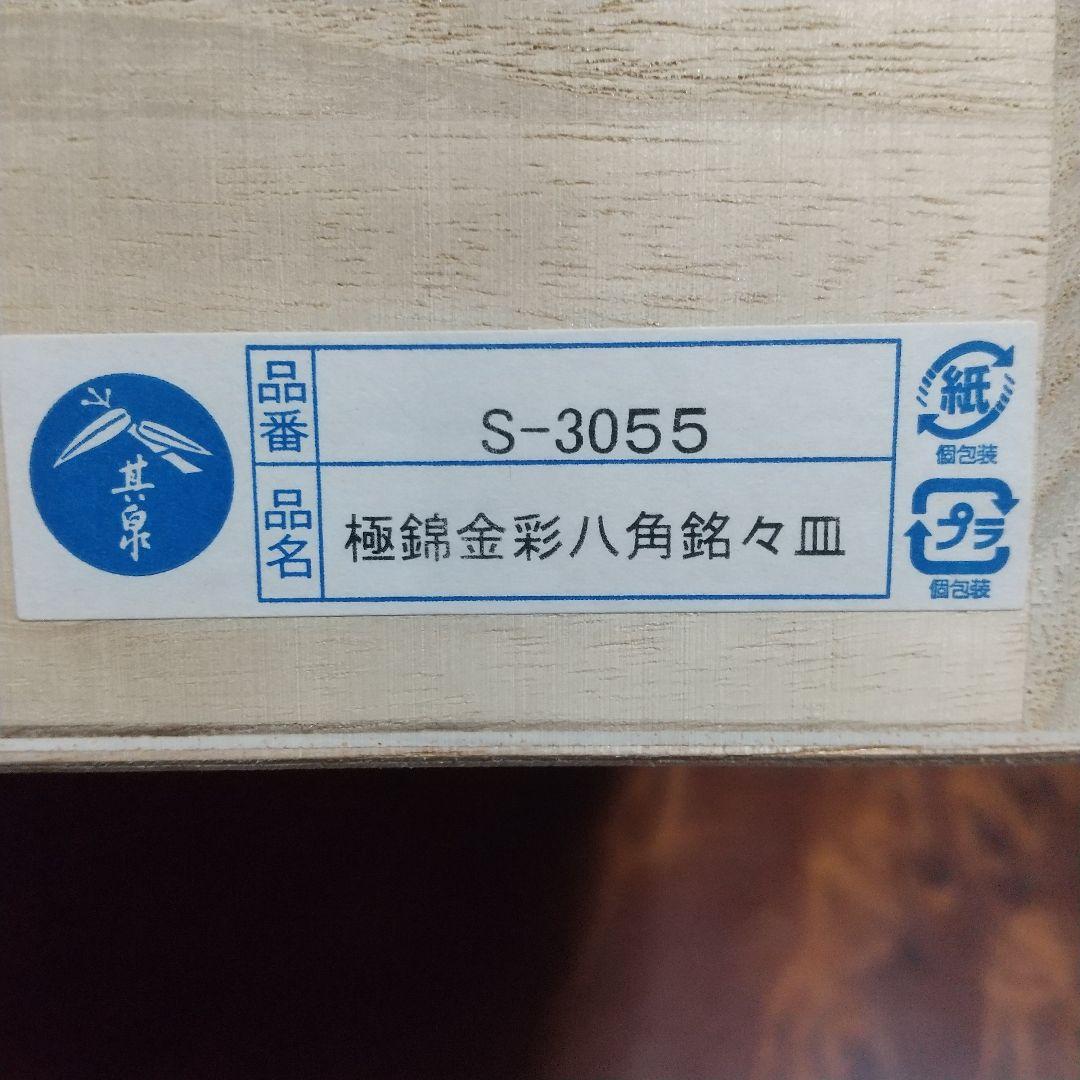 其泉
品番
S-3055
品名
極錦金彩八角銘々皿
紙
個包装
プラ
個包装